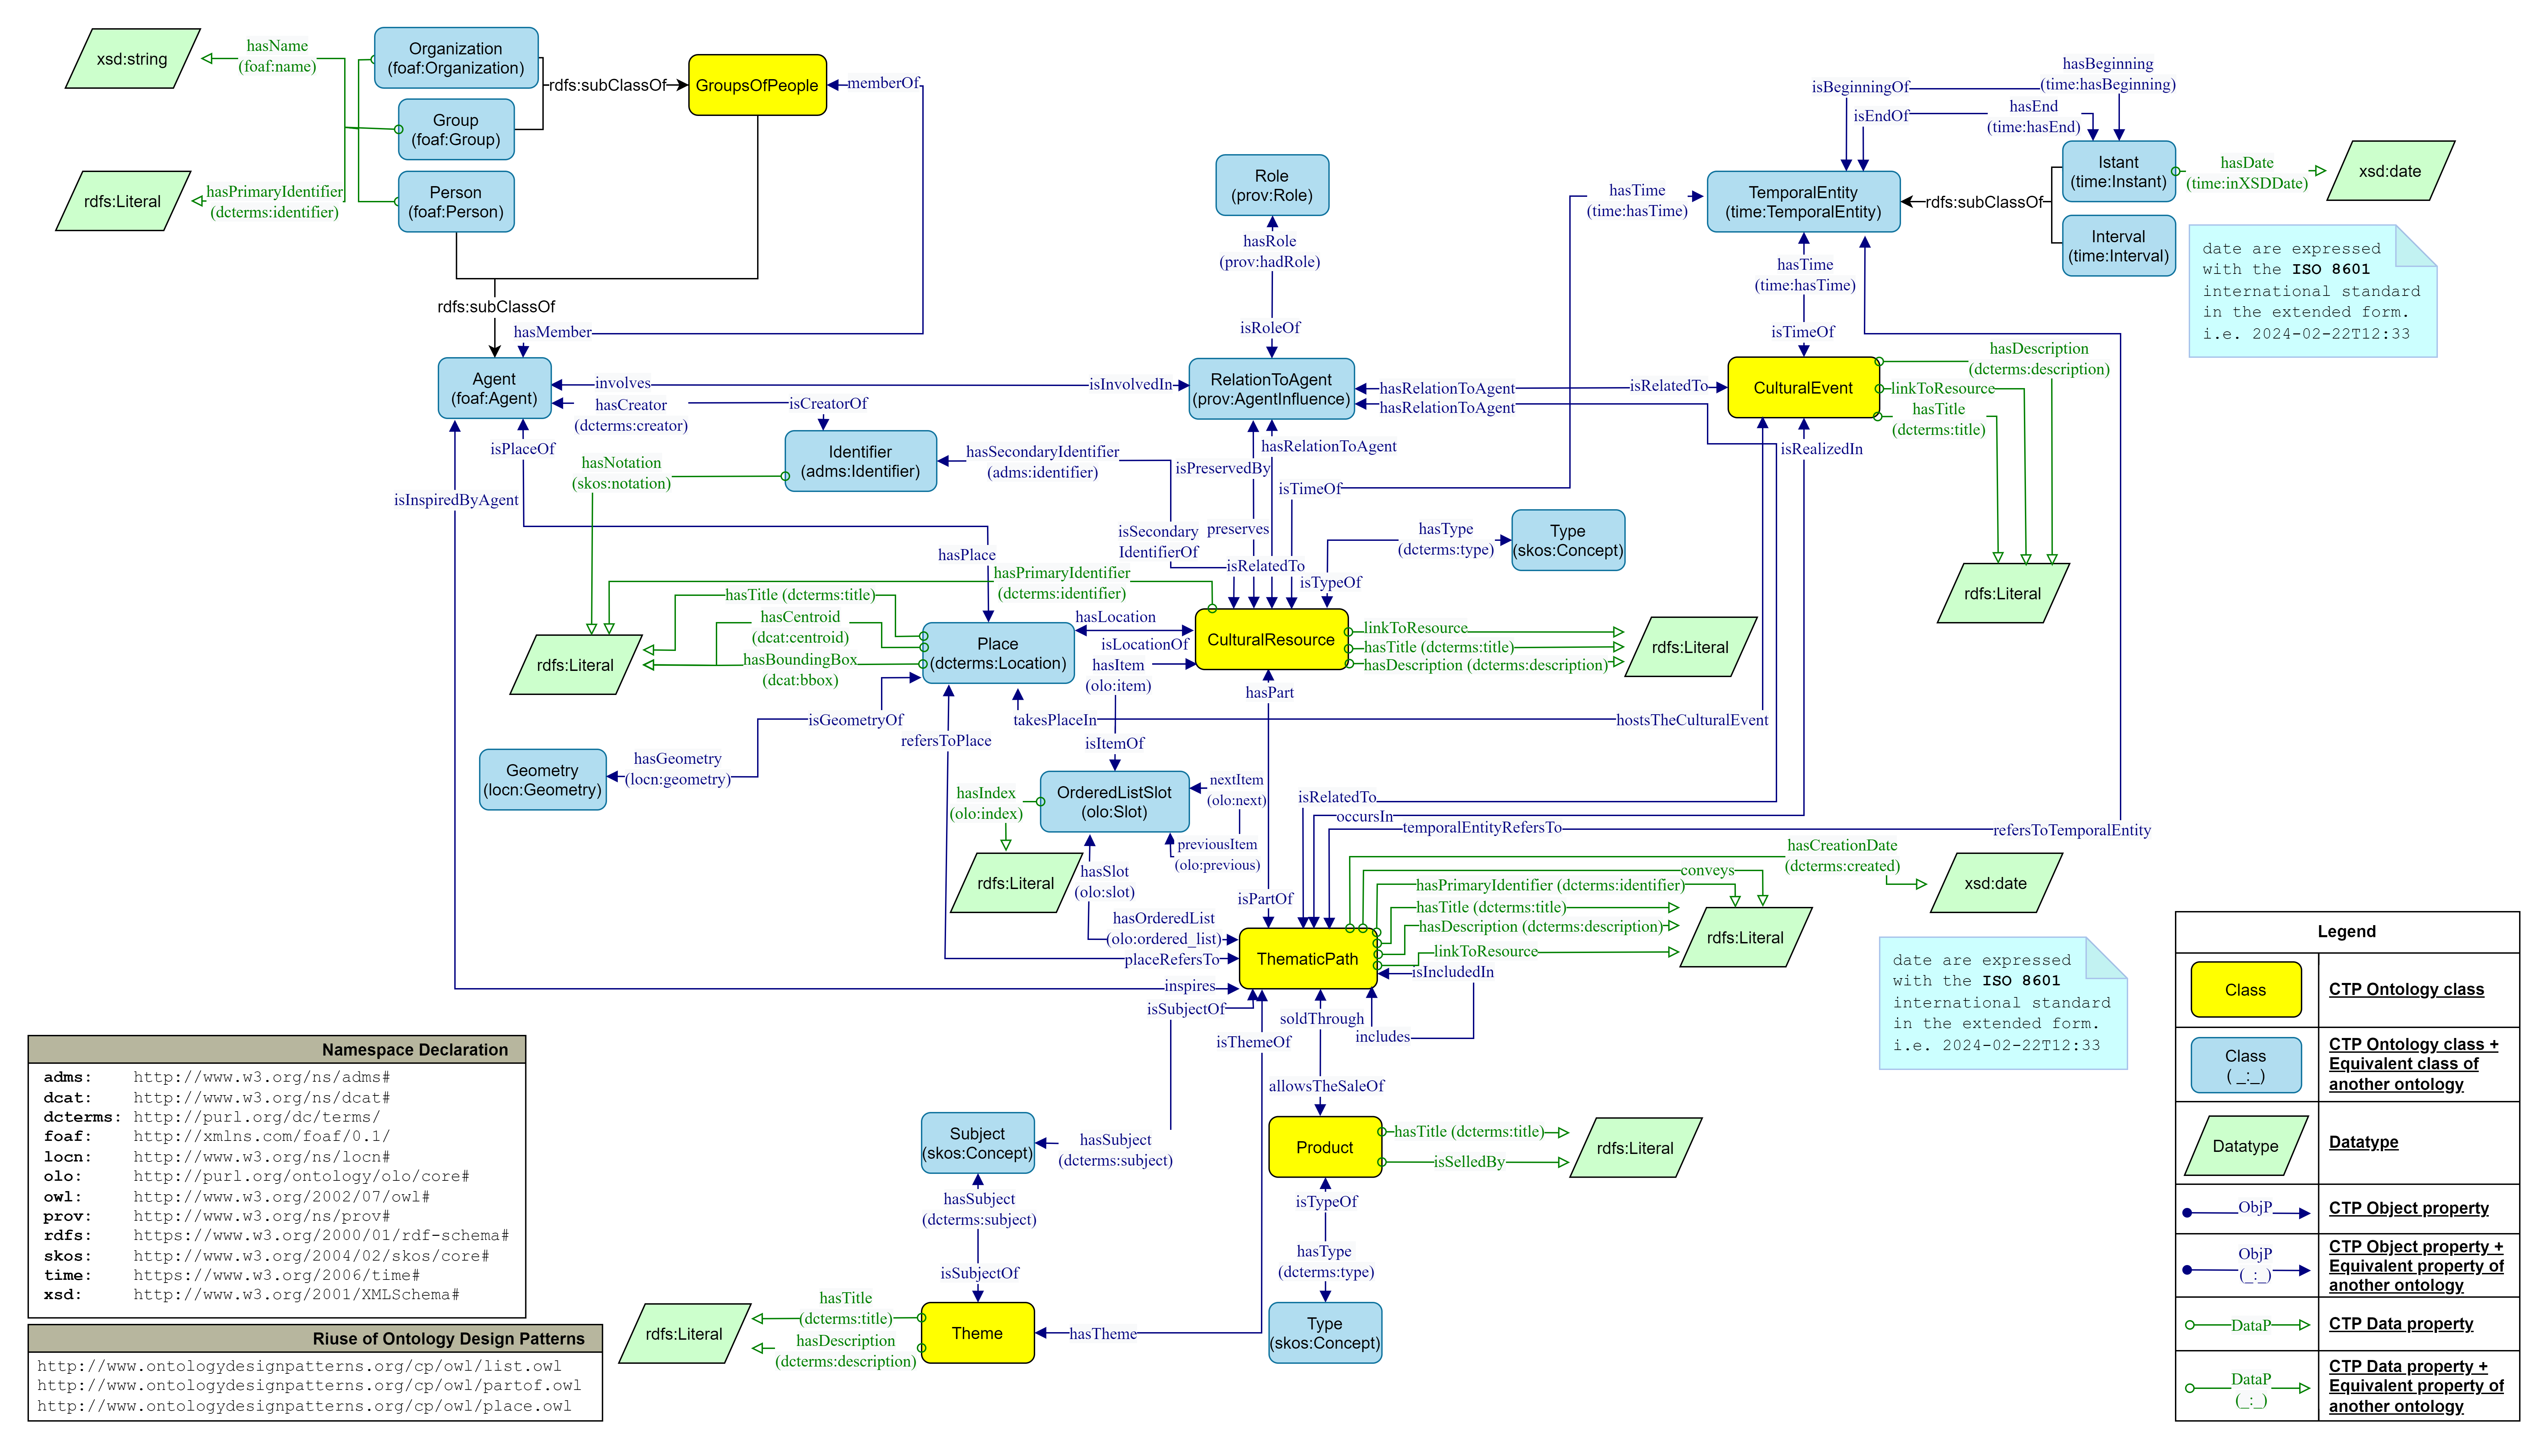 xsd:string
hasName
(foaf:name)
Organization
(foaf:Organization)
rdfs:subClassOf
GroupsOfPeople
memberOf
Group
(foaf:Group)
rdfs:Literal
hasPrimaryIdentifier
(dcterms:identifier)
Person
(foaf:Person)
rdfs:subClassOf
hasMember
Agent
(foaf:Agent)
involves
isInvolvedIn
hasCreator
(dcterms:creator)
isCreatorOf
isPlaceOf
isInspiredByAgent
Identifier
(adms:Identifier)
hasNotation
(skos:notation)
hasSecondaryIdentifier
(adms:identifier)
isSecondary
IdentifierOf
Role
(prov:Role)
hasRole
(prov:hadRole)
isRoleOf
RelationToAgent
(prov:AgentInfluence)
hasRelationToAgent
isRelatedTo
hasRelationToAgent
hasRelationToAgent
isPreservedBy
preserves
isTimeOf
isRelatedTo
isBeginningOf
hasBeginning
(time:hasBeginning)
isEndOf
hasEnd
(time:hasEnd)
hasTime
(time:hasTime)
TemporalEntity
(time:TemporalEntity)
rdfs:subClassOf
Istant
(time:Instant)
hasDate
(time:inXSDDate)
xsd:date
Interval
(time:Interval)
date are expressed
with the ISO 8601
international standard
in the extended form.
i.e. 2024-02-22T12:33
hasTime
(time:hasTime)
isTimeOf
CulturalEvent
hasDescription
(dcterms:description)
linkToResource
hasTitle
(dcterms:title)
isRealizedIn
rdfs:Literal
hasType
(dcterms:type)
Type
(skos:Concept)
isTypeOf
hasPlace
hasPrimaryIdentifier
(dcterms:identifier)
hasTitle (dcterms:title)
hasCentroid
(dcat:centroid)
hasBoundingBox
(dcat:bbox)
rdfs:Literal
Place
(dcterms:Location)
hasLocation
isLocationOf
CulturalResource
linkToResource
hasTitle (dcterms:title)
hasDescription (dcterms:description)
rdfs:Literal
hasItem
(olo:item)
isItemOf
hasPart
isGeometryOf
takesPlaceIn
hostsTheCulturalEvent
refersToPlace
Geometry
(locn:Geometry)
hasGeometry
(locn:geometry)
OrderedListSlot
(olo:Slot)
nextItem
(olo:next)
previousItem
(olo:previous)
hasIndex
(olo:index)
rdfs:Literal
hasSlot
(olo:slot)
hasOrderedList
(olo:ordered_list)
isPartOf
isRelatedTo
occursIn
temporalEntityRefersTo
refersToTemporalEntity
hasCreationDate
(dcterms:created)
xsd:date
conveys
hasPrimaryIdentifier (dcterms:identifier)
hasTitle (dcterms:title)
hasDescription (dcterms:description)
linkToResource
rdfs:Literal
ThematicPath
placeRefersTo
inspires
isIncludedIn
includes
isSubjectOf
isThemeOf
soldThrough
allowsTheSaleOf
date are expressed
with the ISO 8601
international standard
in the extended form.
i.e. 2024-02-22T12:33
Subject
(skos:Concept)
hasSubject
(dcterms:subject)
hasSubject
(dcterms:subject)
isSubjectOf
Product
hasTitle (dcterms:title)
isSelledBy
rdfs:Literal
isTypeOf
hasType
(dcterms:type)
Type
(skos:Concept)
Theme
hasTheme
hasTitle
(dcterms:title)
hasDescription
(dcterms:description)
rdfs:Literal
Namespace Declaration
adms: http://www.w3.org/ns/adms#
dcat: http://www.w3.org/ns/dcat#
dcterms: http://purl.org/dc/terms/
foaf: http://xmlns.com/foaf/0.1/
locn: http://www.w3.org/ns/locn#
olo: http://purl.org/ontology/olo/core#
owl: http://www.w3.org/2002/07/owl#
prov: http://www.w3.org/ns/prov#
rdfs: https://www.w3.org/2000/01/rdf-schema#
skos: http://www.w3.org/2004/02/skos/core#
time: https://www.w3.org/2006/time#
xsd: http://www.w3.org/2001/XMLSchema#
Riuse of Ontology Design Patterns
http://www.ontologydesignpatterns.org/cp/owl/list.owl
http://www.ontologydesignpatterns.org/cp/owl/partof.owl
http://www.ontologydesignpatterns.org/cp/owl/place.owl
Legend
Class
CTP Ontology class
Class
( _:_)
CTP Ontology class +
Equivalent class of
another ontology
Datatype
Datatype
ObjP
CTP Object property
ObjP
(_:_)
CTP Object property +
Equivalent property of
another ontology
DataP
CTP Data property
DataP
(_:_)
CTP Data property +
Equivalent property of
another ontology